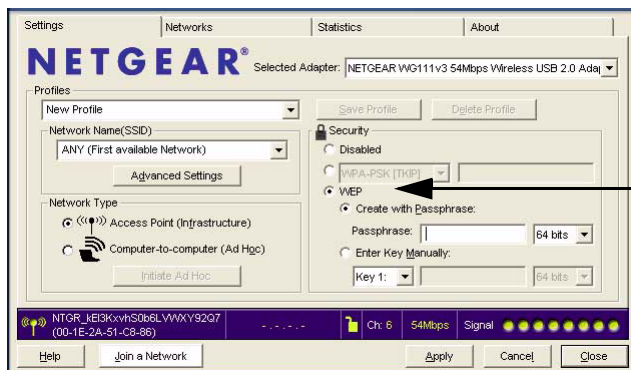 Settings Networks Statistics About
NETGEAR® Selected Adapter: NETGEAR WG111v3 54Mbps Wireless USB 2.0 Adap
Profiles
New Profile Save Profile Delete Profile
Network Name(SSID)
ANY (First available Network)
Advanced Settings
Network Type
Access Point (Infrastructure)
Computer-to-computer (Ad Hoc)
Initiate Ad Hoc
Security
Disabled
WPA-PSK [TKIP]
WEP
Create with Passphrase:
Passphrase: 64 bits
Enter Key Manually:
Key 1: 64 bits
NTGR_kEl3KxvhS0b6LVWXY92Q7
(00-1E-2A-51-C8-86) -.-.-.- Ch: 6 54Mbps Signal
Help Join a Network Apply Cancel Close